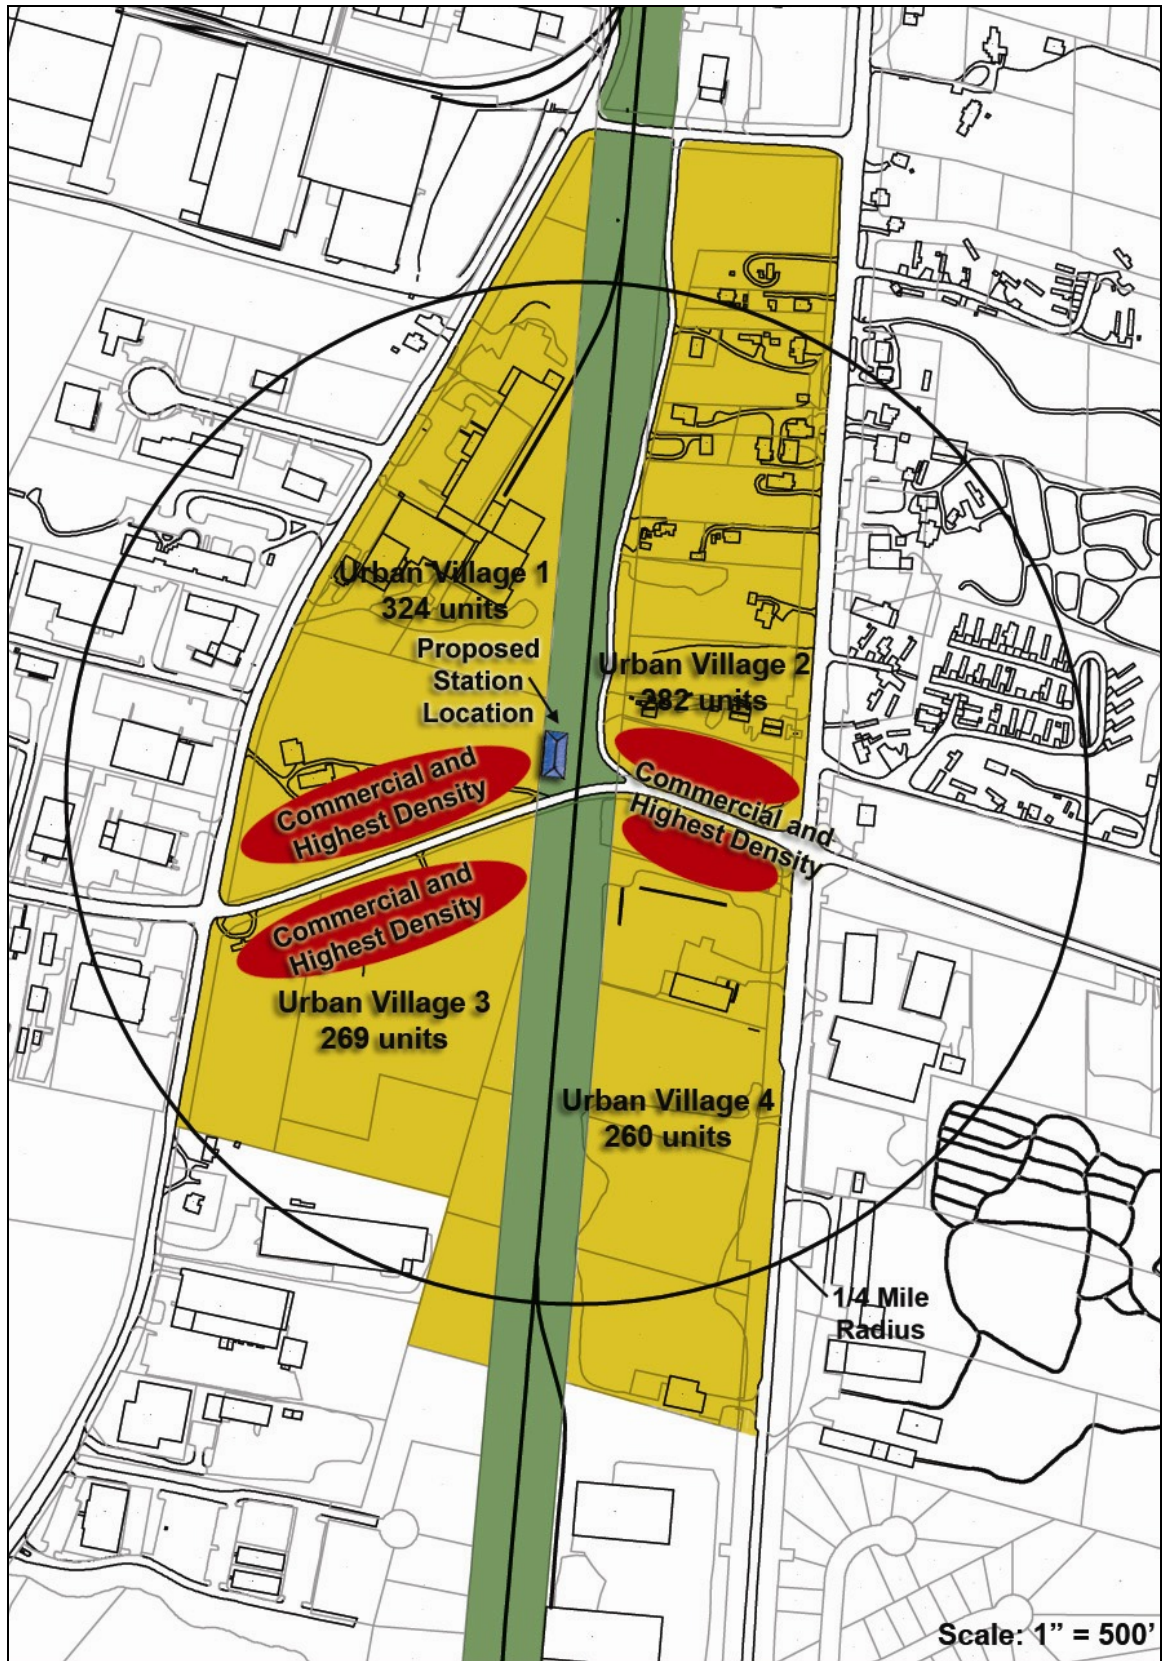 Urban Village 1
324 units
Proposed
Station
Location
Urban Village 2
282 units
Commercial and
Highest Density
Commercial and
Highest Density
Commercial and
Highest Density
Urban Village 3
269 units
Urban Village 4
260 units
1/4 Mile
Radius
Scale: 1” = 500’